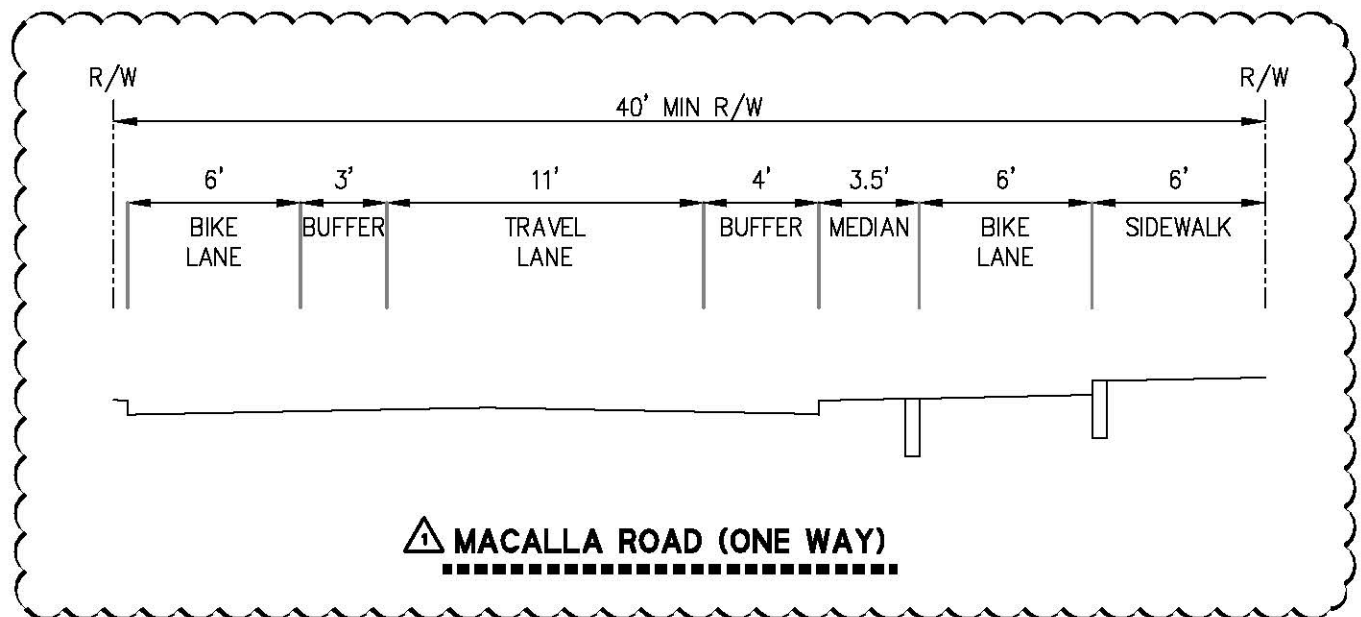 R/W R/W
40' MIN R/W
6' 3' 11' 4' 3.5' 6' 6'
BIKE BUFFER TRAVEL BUFFER MEDIAN BIKE SIDEWALK
LANE LANE LANE
1 MACALLA ROAD (ONE WAY)